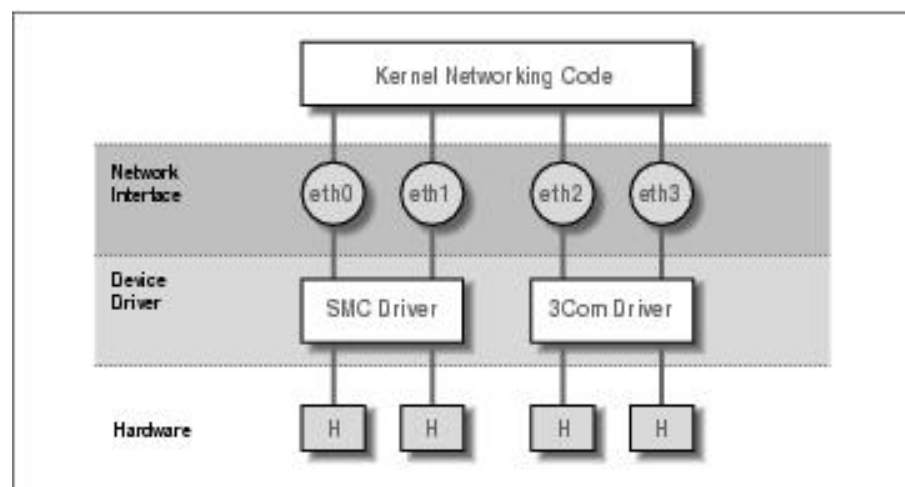 Kernel Networking Code
Network
Interface
eth0 eth1 eth2 eth3
Device
Driver
SMC Driver 3Com Driver
Hardware
H H H H